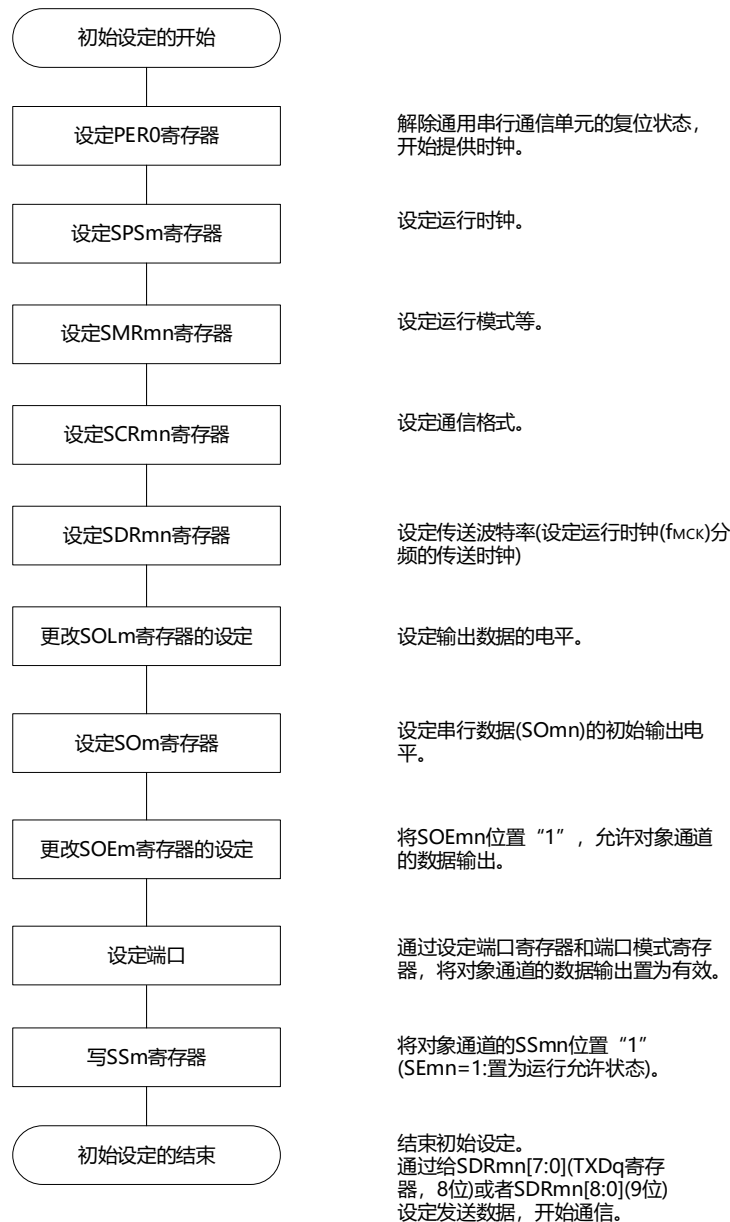 初始设定的开始
设定PER0寄存器
解除通用串行通信单元的复位状态，
开始提供时钟。
设定SPSm寄存器
设定运行时钟。
设定SMRmn寄存器
设定运行模式等。
设定SCRmn寄存器
设定通信格式。
设定SDRmn寄存器
设定传送波特率(设定运行时钟(fMCK)分
频的传送时钟)
更改SOLm寄存器的设定
设定输出数据的电平。
设定SOm寄存器
设定串行数据(SOmn)的初始输出电
平。
更改SOEm寄存器的设定
将SOEmn位置“1”，允许对象通道
的数据输出。
设定端口
通过设定端口寄存器和端口模式寄存
器，将对象通道的数据输出置为有效。
写SSm寄存器
将对象通道的SSmn位置“1”
(SEmn=1:置为运行允许状态)。
初始设定的结束
结束初始设定。
通过给SDRmn[7:0](TXDq寄存
器，8位)或者SDRmn[8:0](9位)
设定发送数据，开始通信。